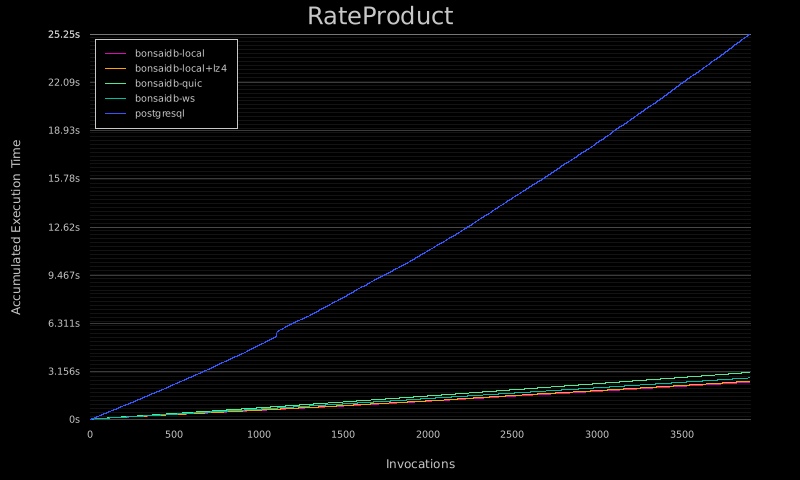 RateProduct
25.25s
22.09s
18.93s
15.78s
12.62s
9.467s
6.311s
3.156s
0s
bonsaidb-local
bonsaidb-local+lz4
bonsaidb-quic
bonsaidb-ws
postgresql
Accumulated Execution Time
0 500 1000 1500 2000 2500 3000 3500
Invocations